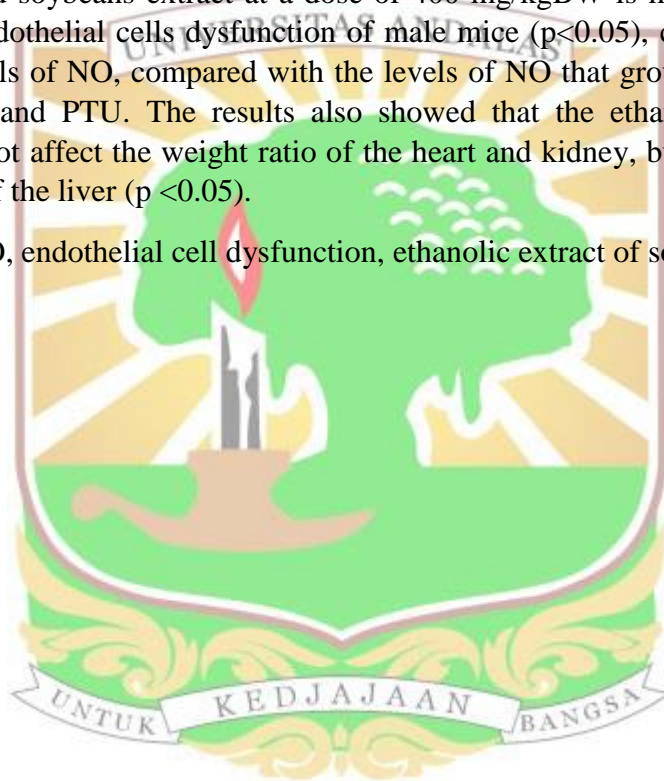 soybeans extract at a dose of 400 mg/kgBW is
dothelial cells dysfunction of male mice (p<0.05),
ls of NO, compared with the levels of NO that
and PTU. The results also showed that the
ot affect the weight ratio of the heart and kidney,
f the liver (p <0.05).
, endothelial cell dysfunction, ethanolic extract of
UNIVERSITAS ANDALAS
UNTUK KEDJAJAAN BANGSA